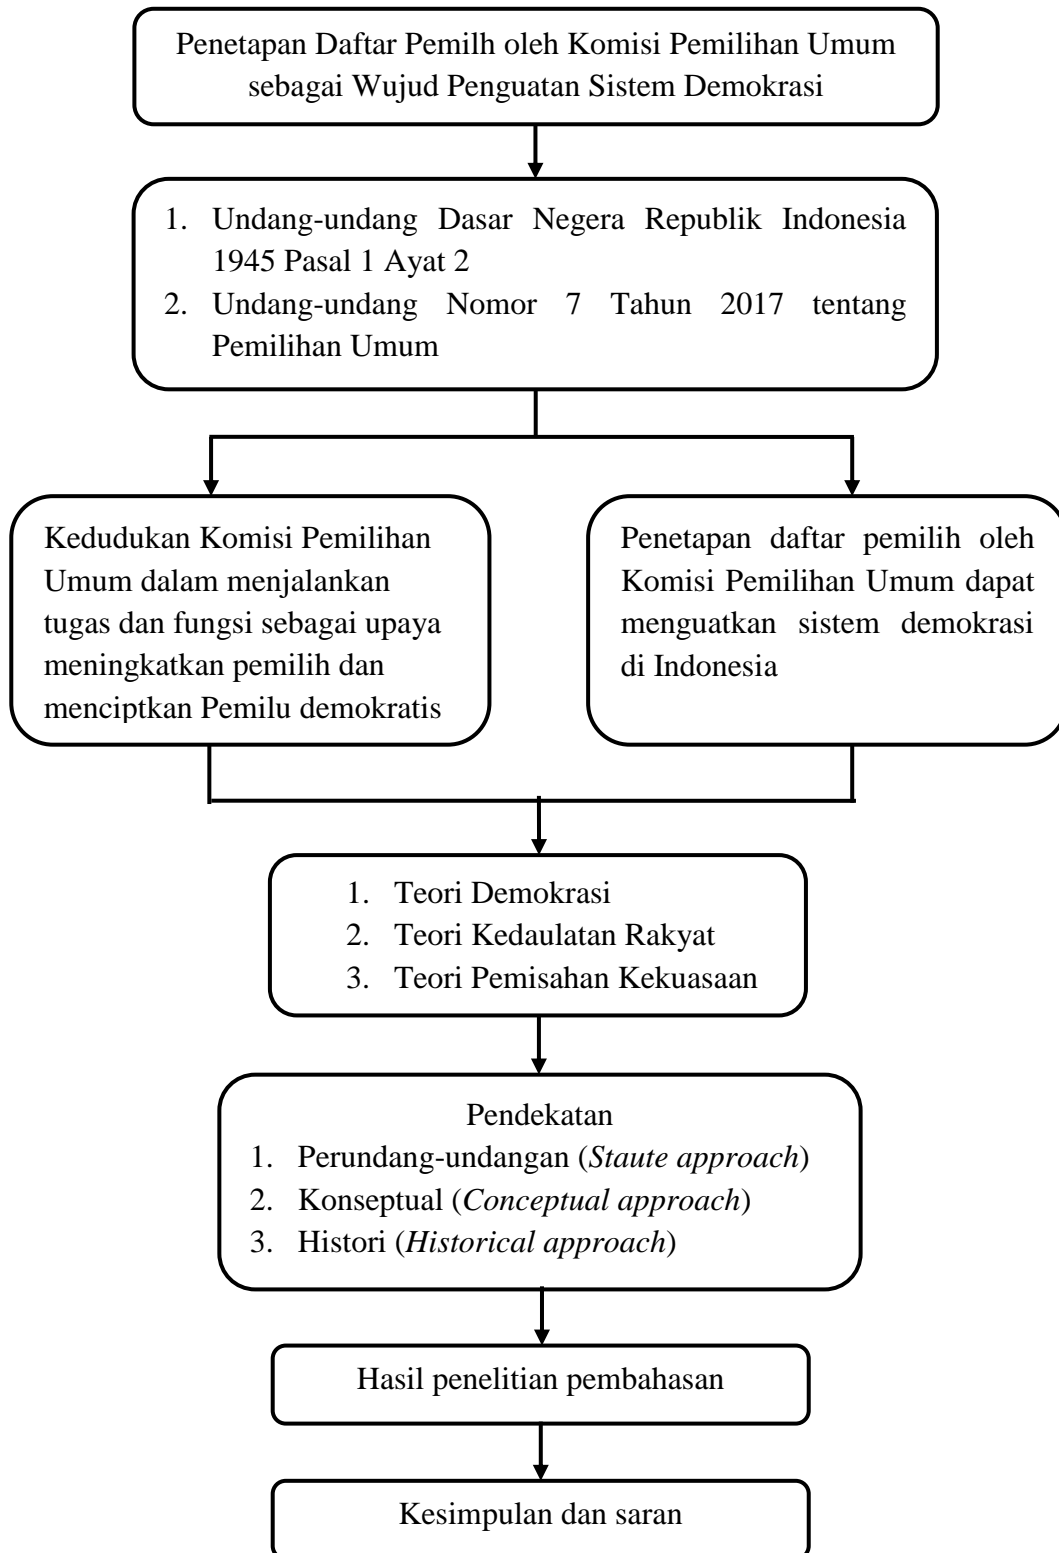 Penetapan Daftar Pemilh oleh Komisi Pemilihan Umum
sebagai Wujud Penguatan Sistem Demokrasi
1. Undang-undang Dasar Negera Republik Indonesia
1945 Pasal 1 Ayat 2
2. Undang-undang Nomor 7 Tahun 2017 tentang
Pemilihan Umum
Kedudukan Komisi Pemilihan
Umum dalam menjalankan
tugas dan fungsi sebagai upaya
meningkatkan pemilih dan
menciptkan Pemilu demokratis
Penetapan daftar pemilih oleh
Komisi Pemilihan Umum dapat
menguatkan sistem demokrasi
di Indonesia
1. Teori Demokrasi
2. Teori Kedaulatan Rakyat
3. Teori Pemisahan Kekuasaan
Pendekatan
1. Perundang-undangan (Staute approach)
2. Konseptual (Conceptual approach)
3. Histori (Historical approach)
Hasil penelitian pembahasan
Kesimpulan dan saran